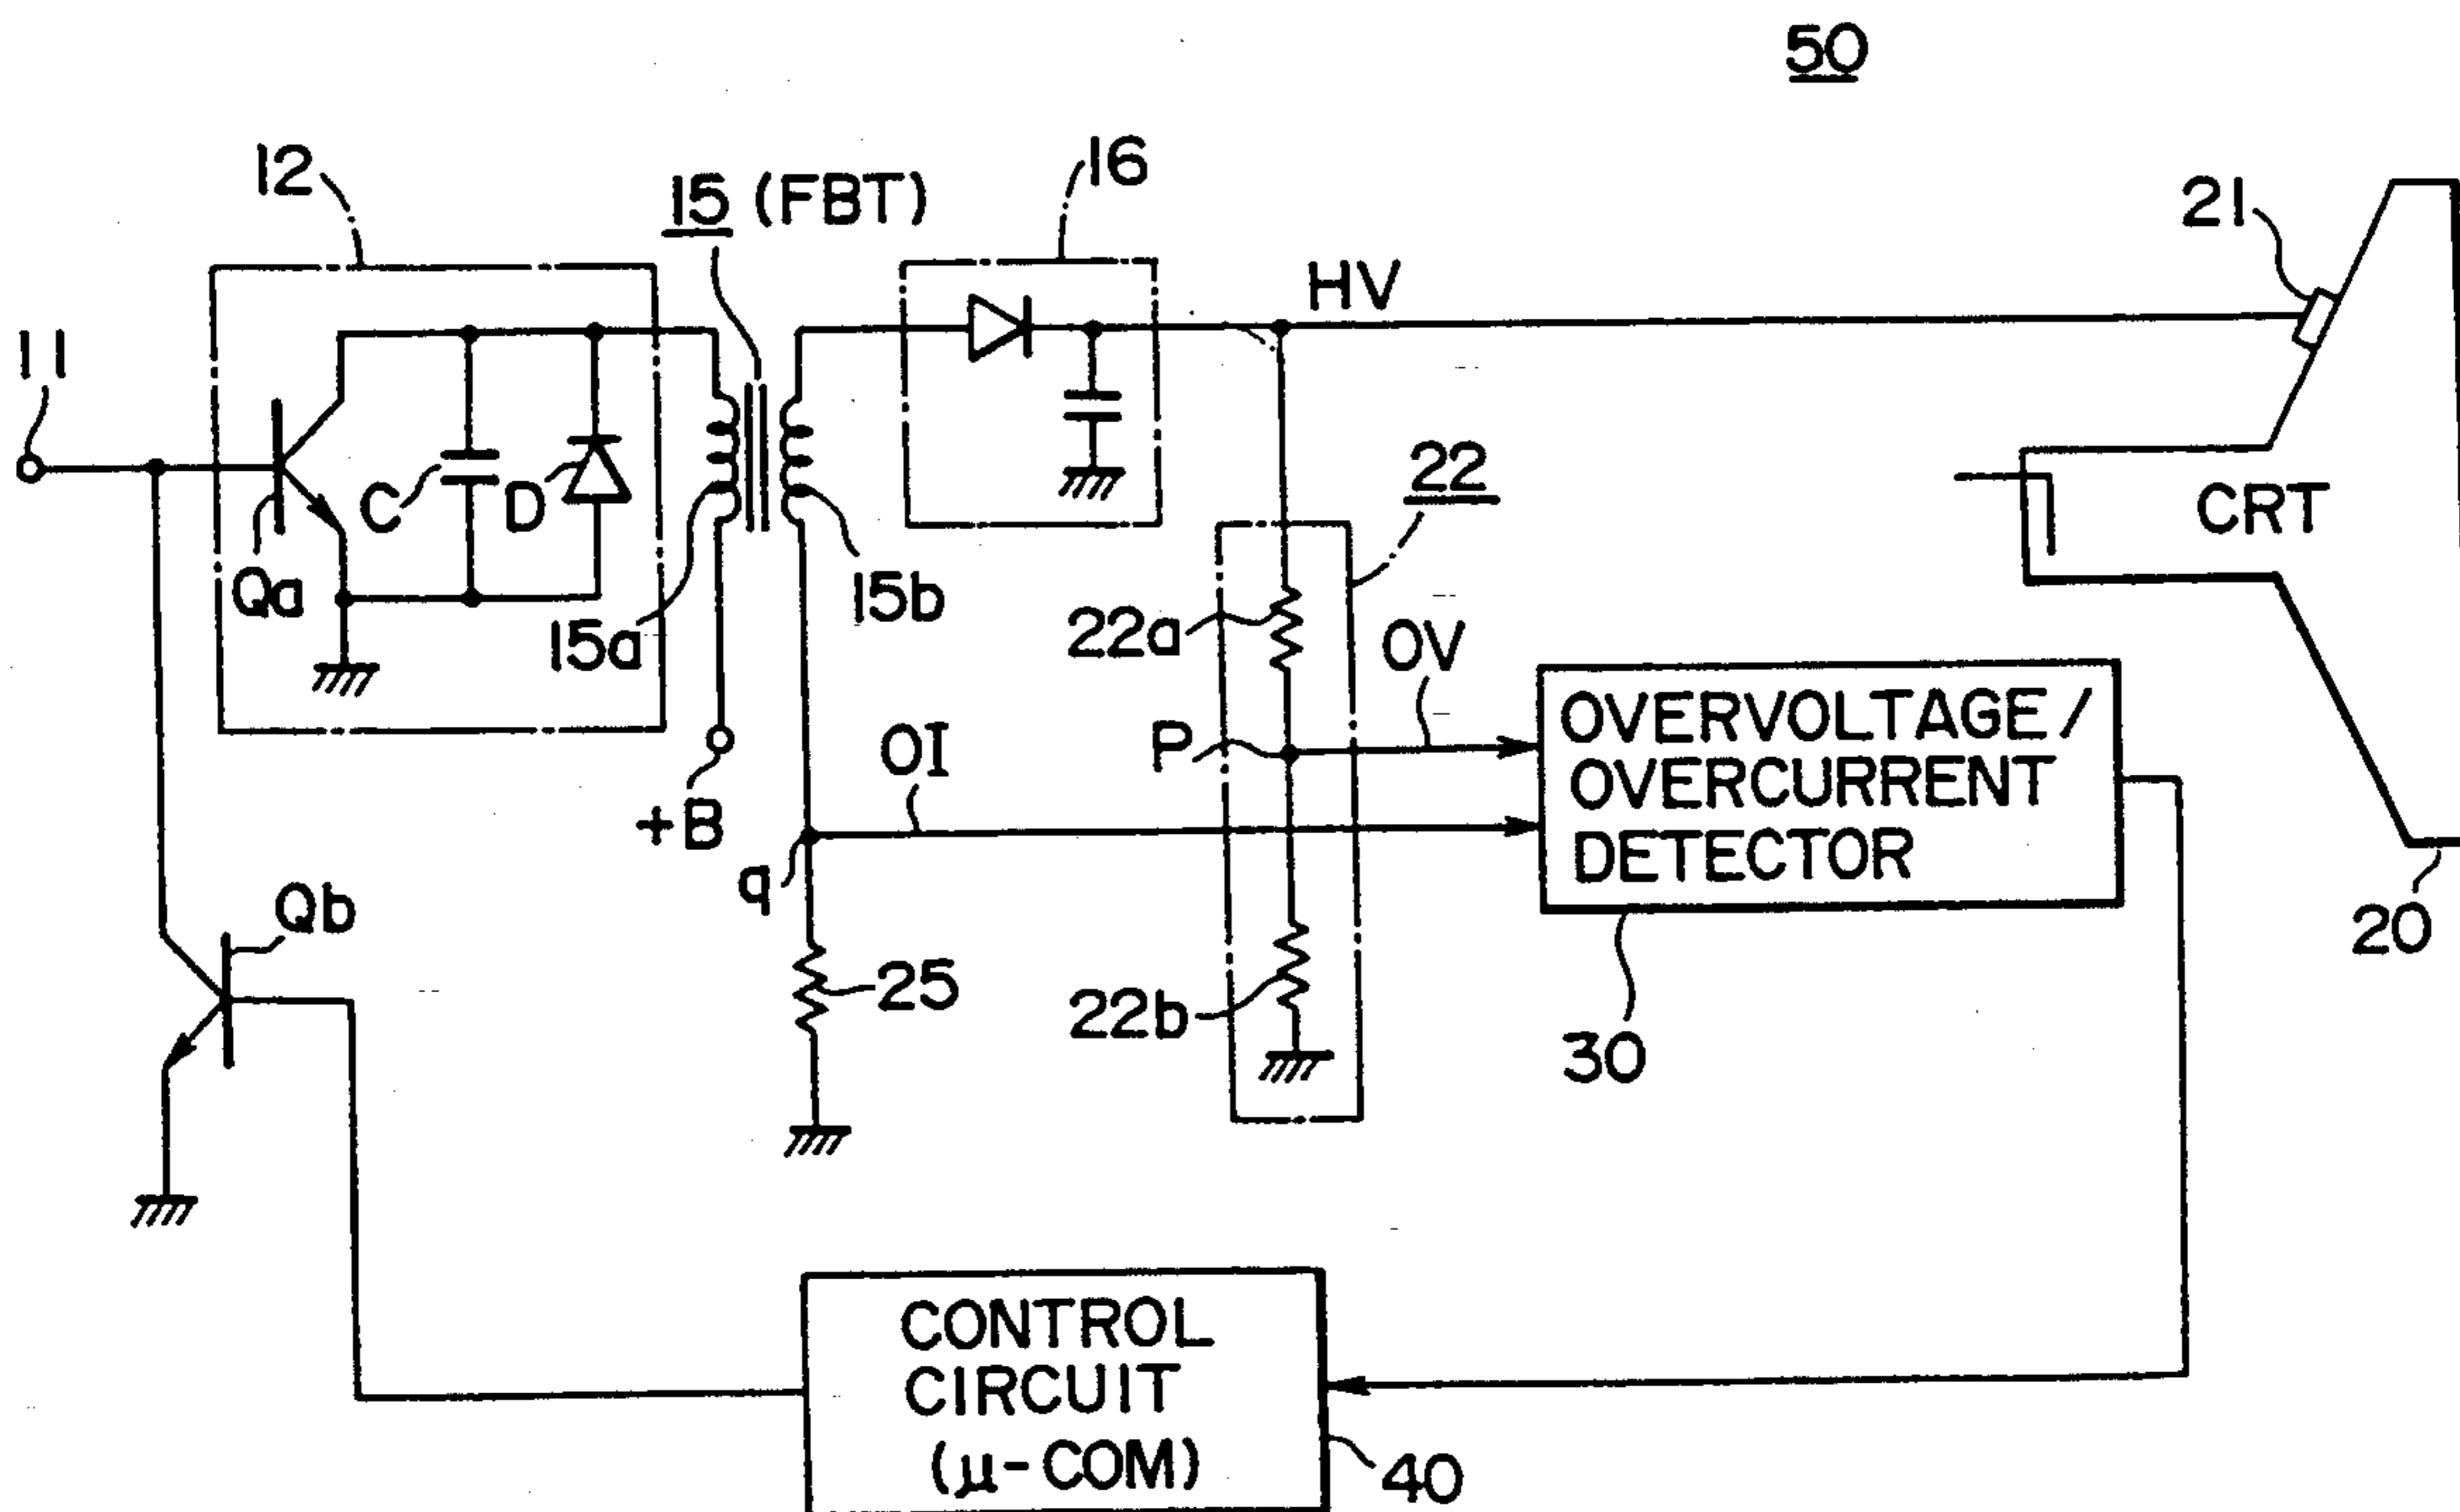 50
12
15 (FBT)
16
21
11
HV
C
D
22
CRT
Qa
15a
15b
22a
OV
OVERVOLTAGE/
OVERCURRENT
DETECTOR
P
OI
+B
q
Qb
25
22b
30
20
CONTROL
CIRCUIT
(μ-COM)
40